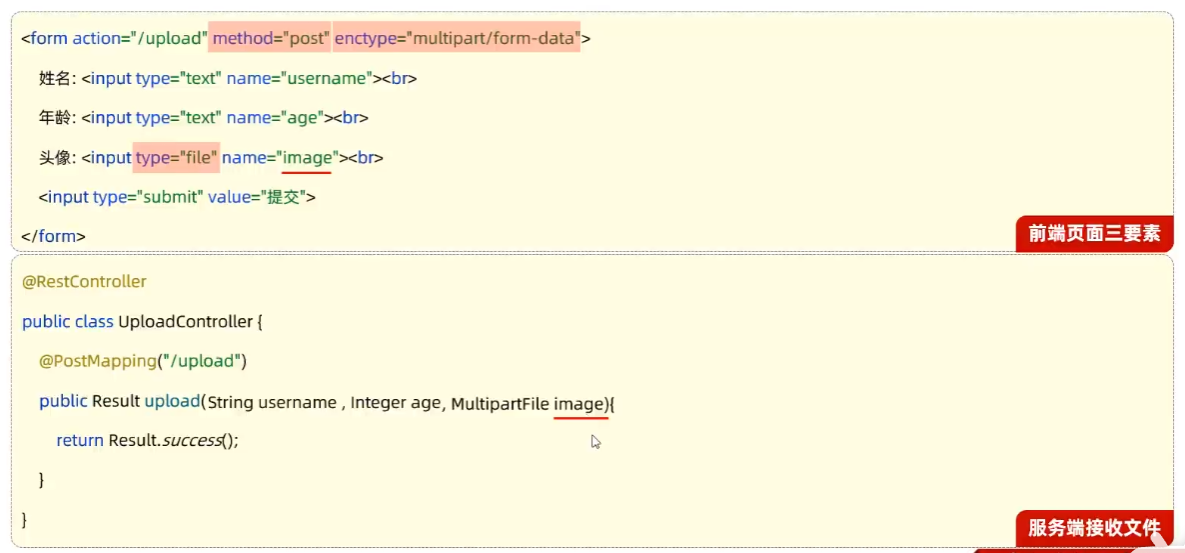 <form action="/upload" method="post" enctype="multipart/form-data">
姓名: <input type="text" name="username"><br>
年龄: <input type="text" name="age"><br>
头像: <input type="file" name="image"><br>
<input type="submit" value="提交">
</form>
前端页面三要素
@RestController
public class UploadController {
@PostMapping("/upload")
public Result upload(String username , Integer age, MultipartFile image){
return Result.success();
}
}
服务端接收文件